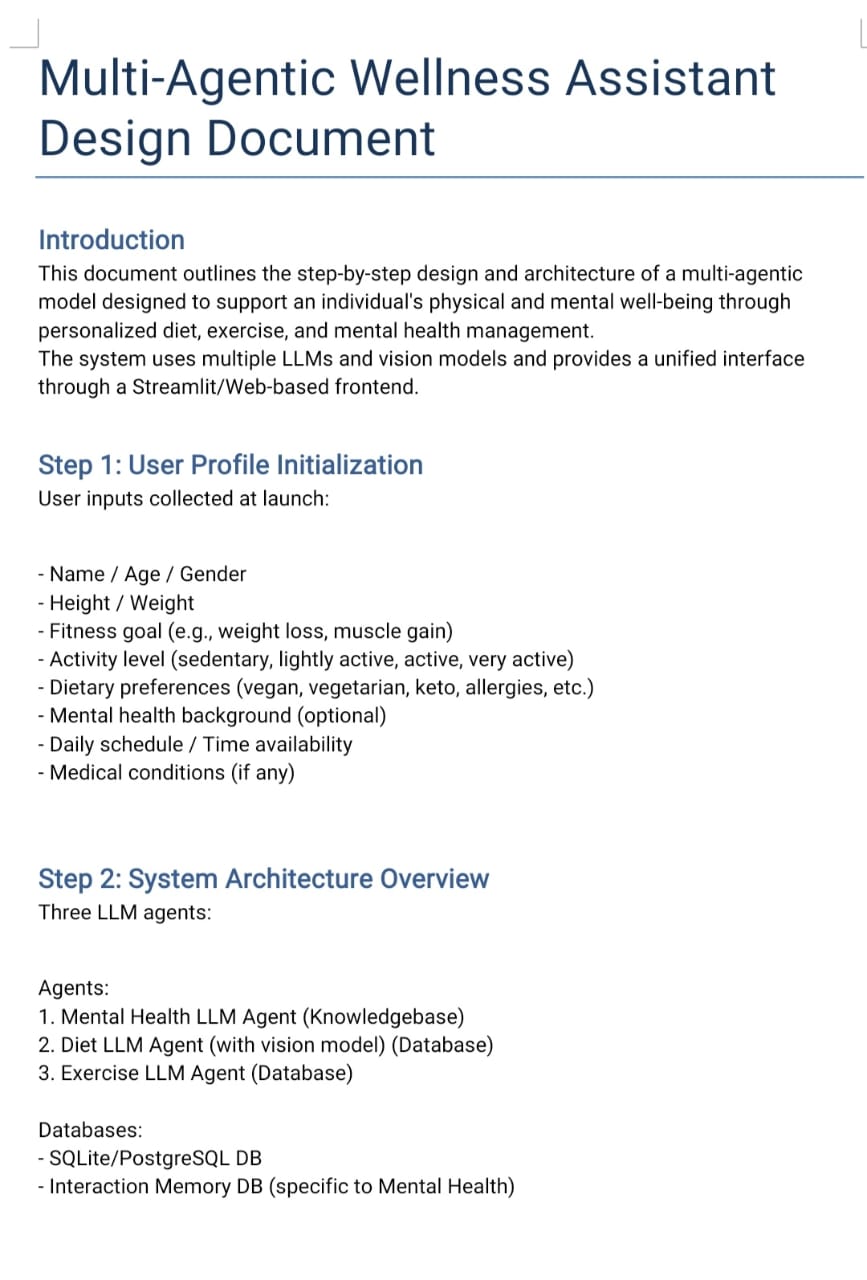 Multi-Agentic Wellness Assistant
Design Document
Introduction
This document outlines the step-by-step design and architecture of a multi-agentic
model designed to support an individual's physical and mental well-being through
personalized diet, exercise, and mental health management.
The system uses multiple LLMs and vision models and provides a unified interface
through a Streamlit/Web-based frontend.
Step 1: User Profile Initialization
User inputs collected at launch:
- Name / Age / Gender
- Height / Weight
- Fitness goal (e.g., weight loss, muscle gain)
- Activity level (sedentary, lightly active, active, very active)
- Dietary preferences (vegan, vegetarian, keto, allergies, etc.)
- Mental health background (optional)
- Daily schedule / Time availability
- Medical conditions (if any)
Step 2: System Architecture Overview
Three LLM agents:
Agents:
1. Mental Health LLM Agent (Knowledgebase)
2. Diet LLM Agent (with vision model) (Database)
3. Exercise LLM Agent (Database)
Databases:
- SQLite/PostgreSQL DB
- Interaction Memory DB (specific to Mental Health)